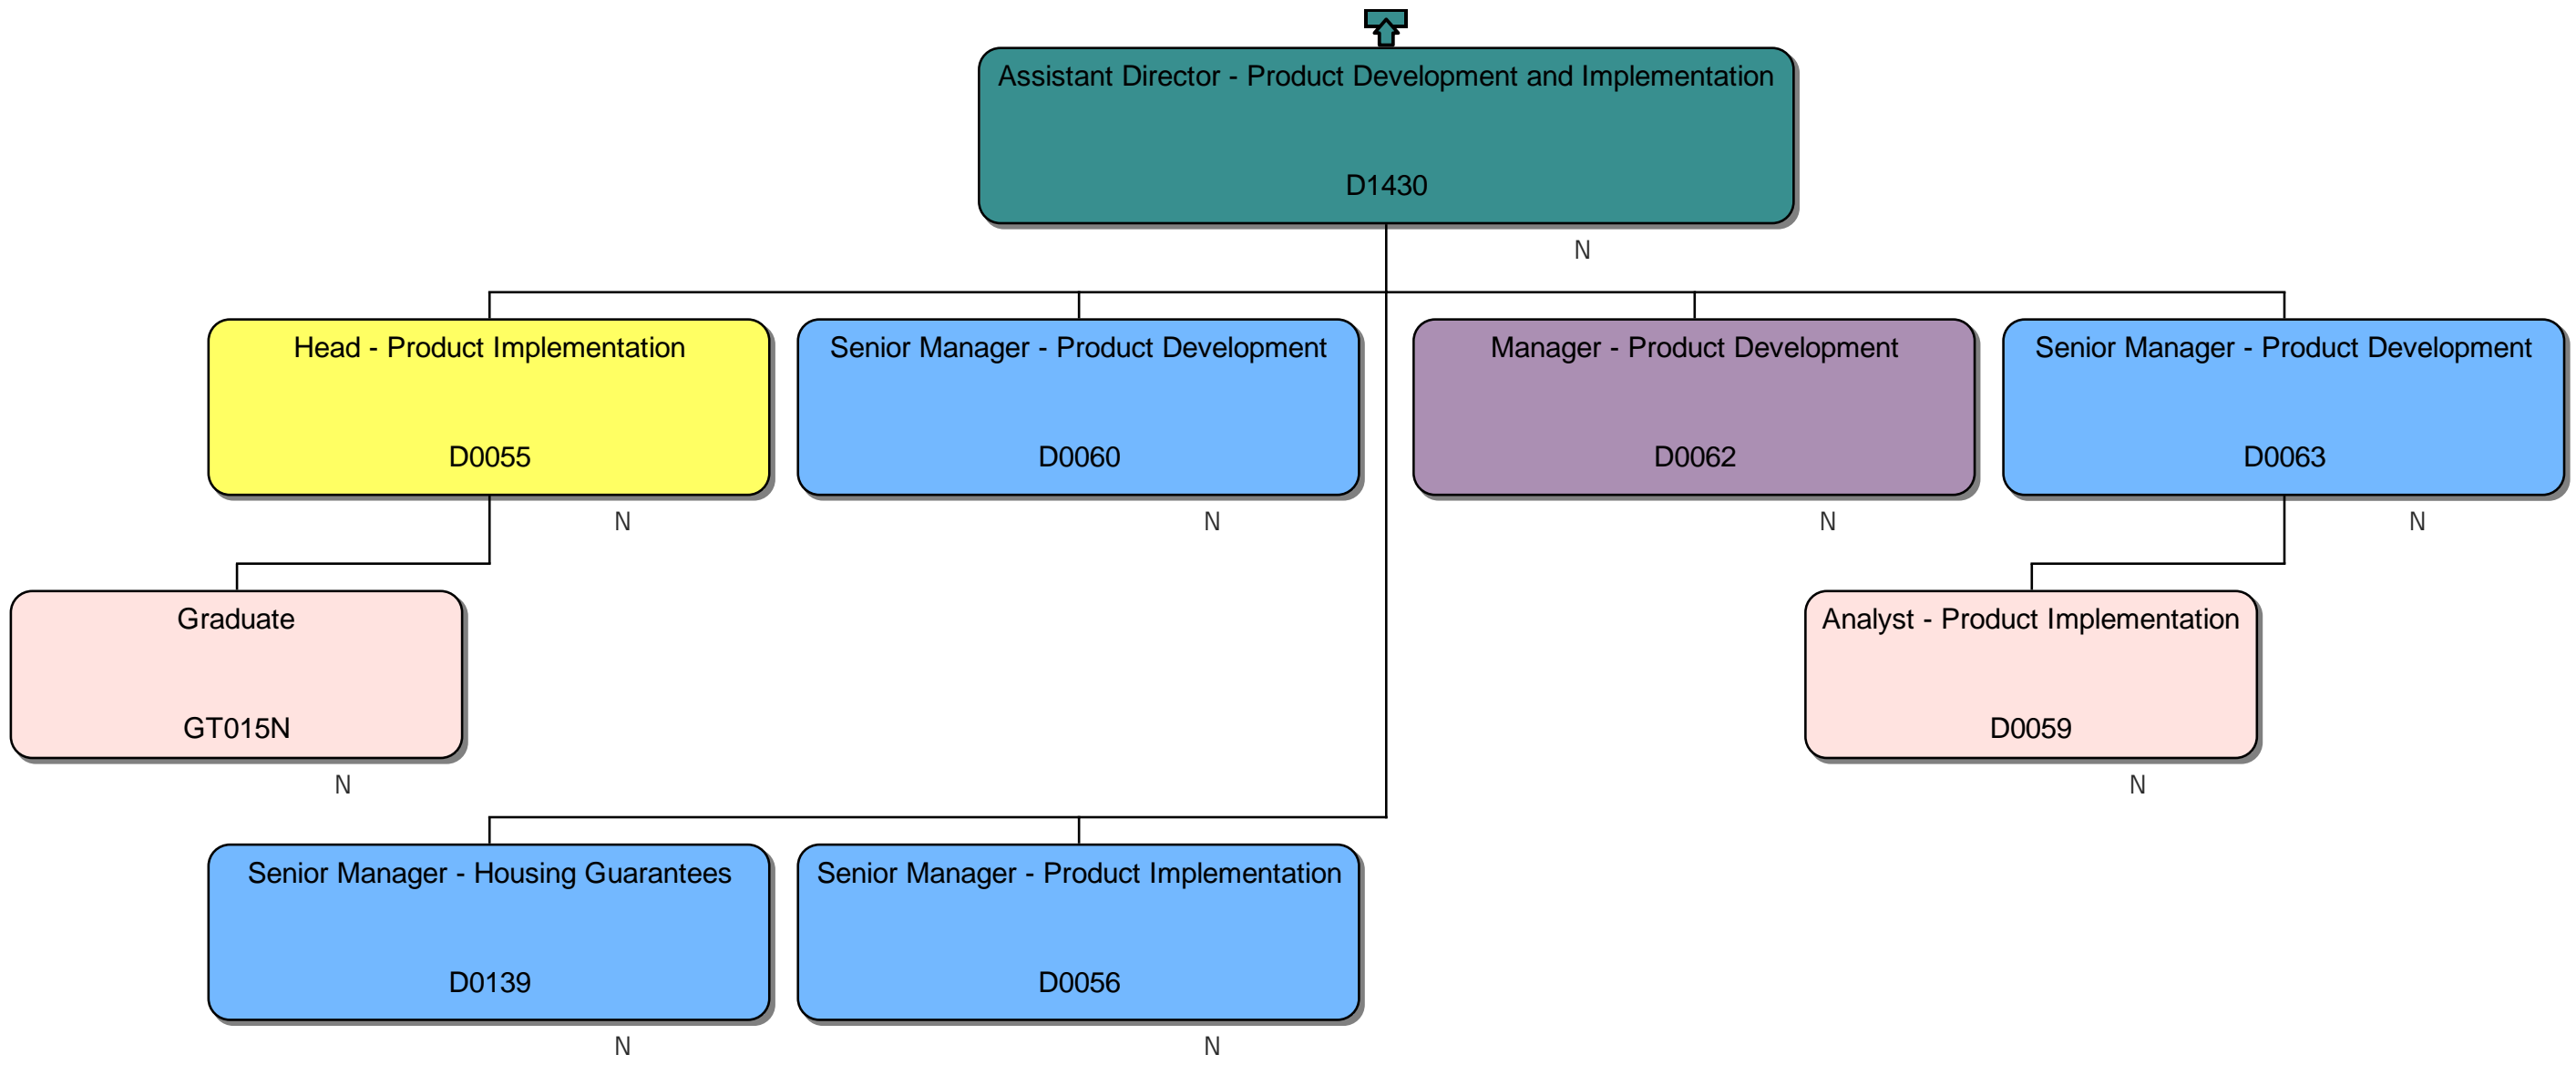 Assistant Director - Product Development and Implementation
D1430
N
Head - Product Implementation
D0055
N
Senior Manager - Product Development
D0060
N
Manager - Product Development
D0062
N
Senior Manager - Product Development
D0063
N
Graduate
GT015N
N
Analyst - Product Implementation
D0059
N
Senior Manager - Housing Guarantees
D0139
N
Senior Manager - Product Implementation
D0056
N